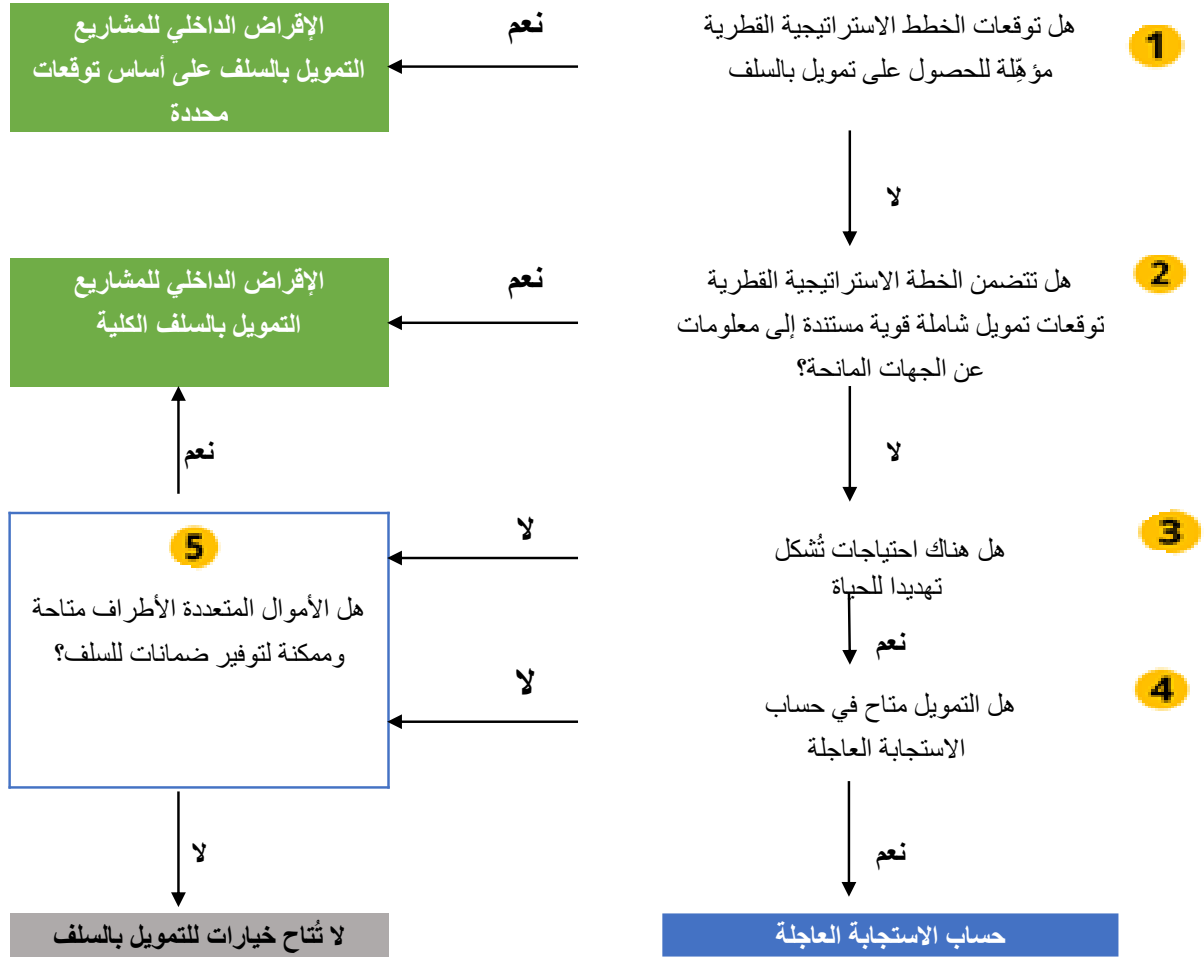 1
هل توقعات الخطط الاستراتيجية القطرية
مؤهِّلة للحصول على تمويل بالسلف
نعم
الإقراض الداخلي للمشاريع
التمويل بالسلف على أساس توقعات
محددة
لا
2
هل تتضمن الخطة الاستراتيجية القطرية
توقعات تمويل شاملة قوية مستندة إلى معلومات
عن الجهات المانحة؟
نعم
الإقراض الداخلي للمشاريع
التمويل بالسلف الكلية
لا
نعم
3
هل هناك احتياجات تُشكل
تهديدا للحياة
لا
5
هل الأموال المتعددة الأطراف متاحة
وممكنة لتوفير ضمانات للسلف؟
نعم
4
هل التمويل متاح في حساب
الاستجابة العاجلة
لا
نعم
لا
حساب الاستجابة العاجلة
لا تُتاح خيارات للتمويل بالسلف